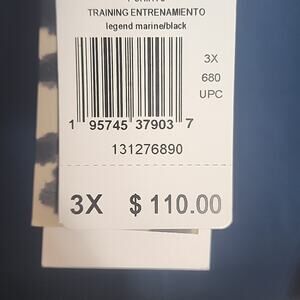 TRAINING ENTRENAMIENTO
legend marine/black
3X
680
UPC
1 95745 37903 7
131276890
3X $ 110.00